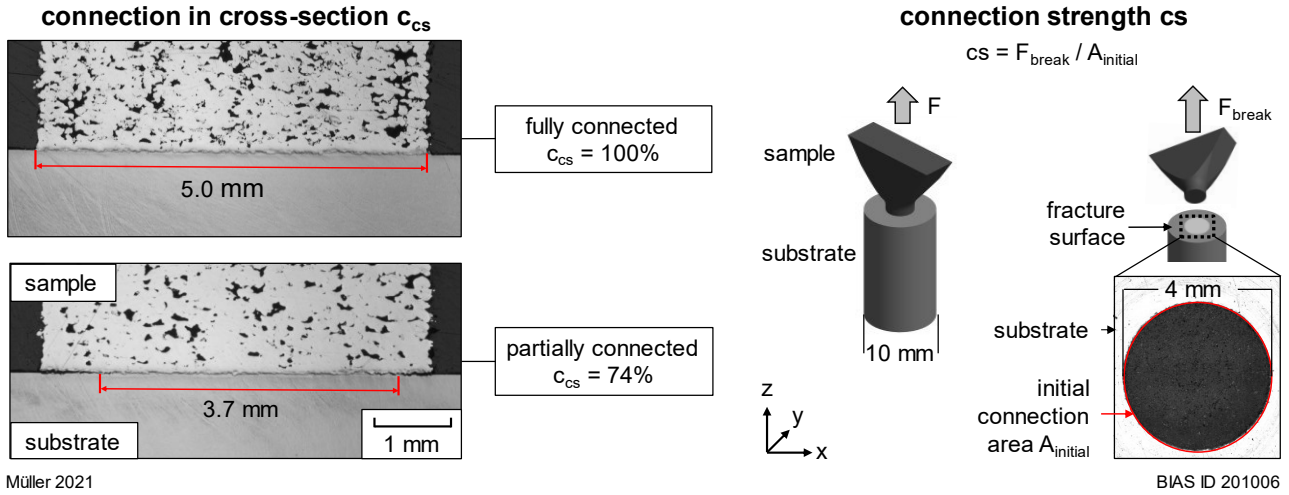 connection in cross-section c_cs
5.0 mm
fully connected
c_cs = 100%
sample
3.7 mm
substrate
1 mm
partially connected
c_cs = 74%
Müller 2021
connection strength cs
cs = F_break / A_initial
F
sample
substrate
10 mm
z
y
x
F_break
fracture
surface
4 mm
substrate
initial
connection
area A_initial
BIAS ID 201006